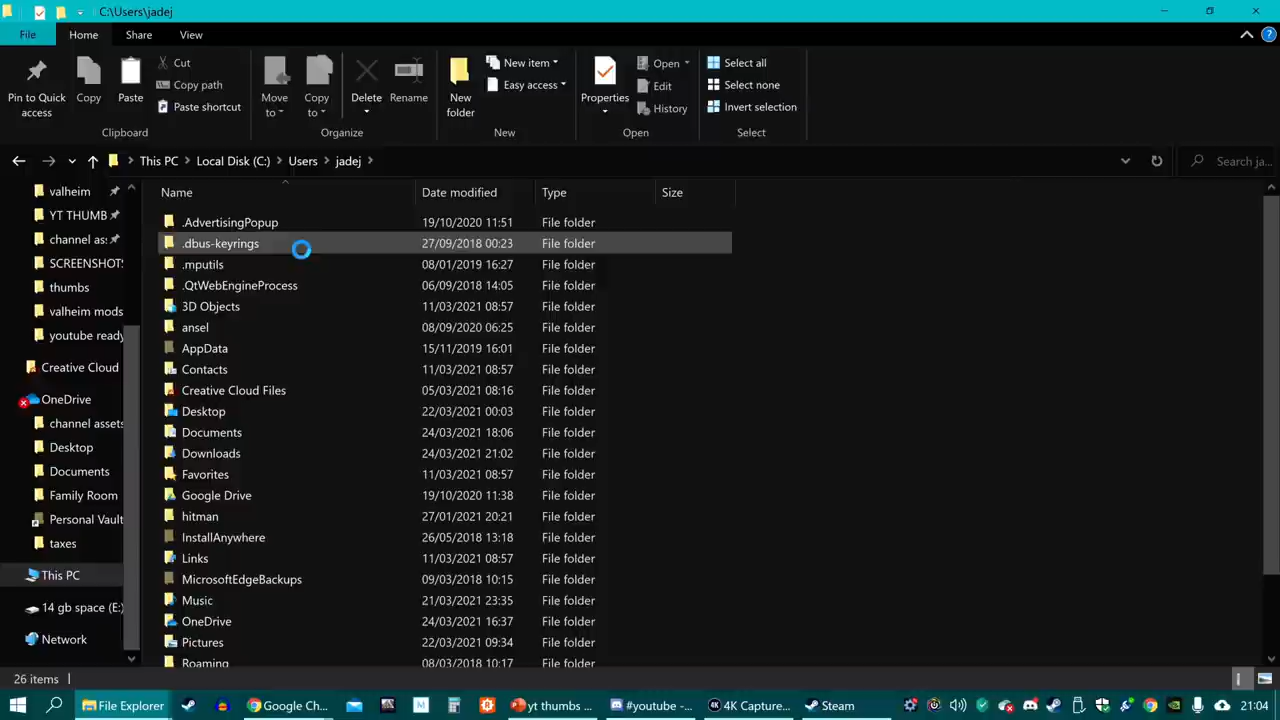 C:\Users\jadej
File Home Share View
Pin to Quick access
Copy
Paste
Cut
Copy path
Paste shortcut
Clipboard
Move to
Copy to
Delete
Rename
Organize
New folder
New item
Easy access
New
Properties
Open
Edit
History
Open
Select all
Select none
Invert selection
Select
This PC Local Disk (C:) Users jadej
Search ja...
valheim
YT THUMB
channel as:
SCREENSHOTS
thumbs
valheim mods
youtube ready
Creative Cloud
OneDrive
channel assets
Desktop
Documents
Family Room
Personal Vault
taxes
This PC
14 gb space (E:)
Network
Name Date modified Type Size
.AdvertisingPopup 19/10/2020 11:51 File folder
.dbus-keyrings 27/09/2018 00:23 File folder
.mputils 08/01/2019 16:27 File folder
.QtWebEngineProcess 06/09/2018 14:05 File folder
3D Objects 11/03/2021 08:57 File folder
ansel 08/09/2020 06:25 File folder
AppData 15/11/2019 16:01 File folder
Contacts 11/03/2021 08:57 File folder
Creative Cloud Files 05/03/2021 08:16 File folder
Desktop 22/03/2021 00:03 File folder
Documents 24/03/2021 18:06 File folder
Downloads 24/03/2021 21:02 File folder
Favorites 11/03/2021 08:57 File folder
Google Drive 19/10/2020 11:38 File folder
hitman 27/01/2021 20:21 File folder
InstallAnywhere 26/05/2018 13:18 File folder
Links 11/03/2021 08:57 File folder
MicrosoftEdgeBackups 09/03/2018 10:15 File folder
Music 21/03/2021 23:35 File folder
OneDrive 24/03/2021 16:37 File folder
Pictures 22/03/2021 09:34 File folder
Roaming 08/03/2018 10:17 File folder
26 items
File Explorer
Google Ch...
yt thumbs ...
#youtube -...
4K Capture...
Steam
21:04